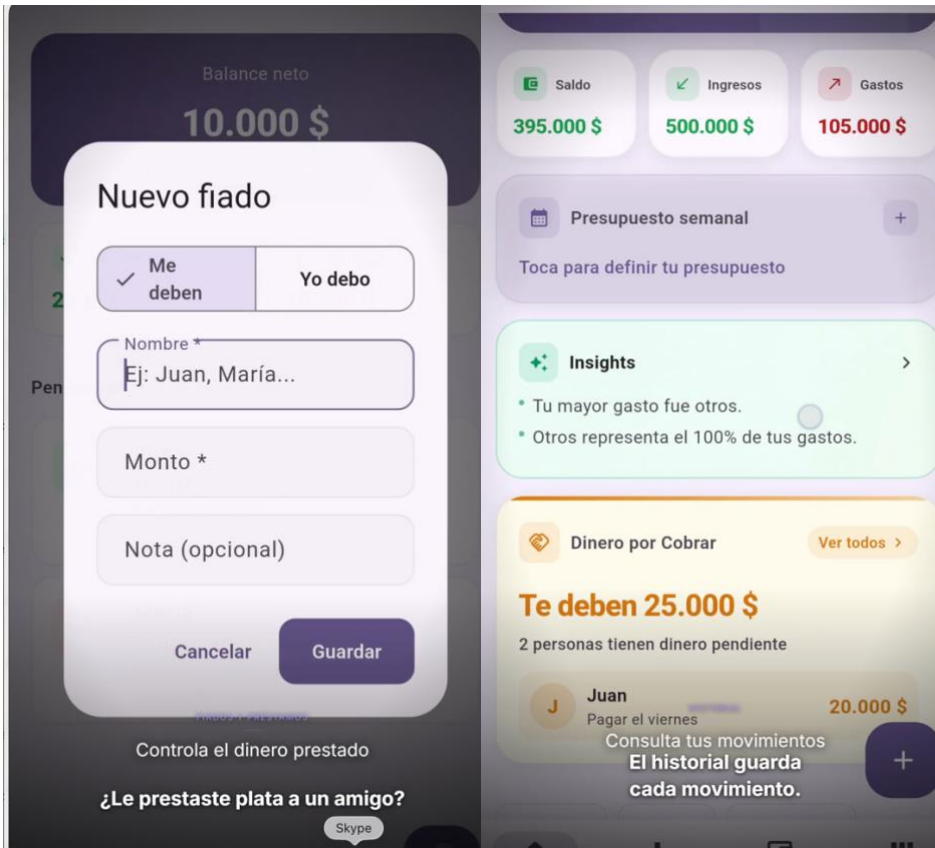 Balance neto
10.000 $
Nuevo fiado
Me deben
Yo debo
Nombre *
Ej: Juan, María...
Monto *
Nota (opcional)
Cancelar
Guardar
2
Pen
FIADOS Y PRÉSTAMOS
Controla el dinero prestado
¿Le prestaste plata a un amigo?
Skype
Saldo
395.000 $
Ingresos
500.000 $
Gastos
105.000 $
Presupuesto semanal
+
Toca para definir tu presupuesto
Insights
• Tu mayor gasto fue otros.
• Otros representa el 100% de tus gastos.
Dinero por Cobrar
Ver todos
Te deben 25.000 $
2 personas tienen dinero pendiente
J
Juan
Pagar el viernes
20.000 $
Consulta tus movimientos
El historial guarda
cada movimiento.
+